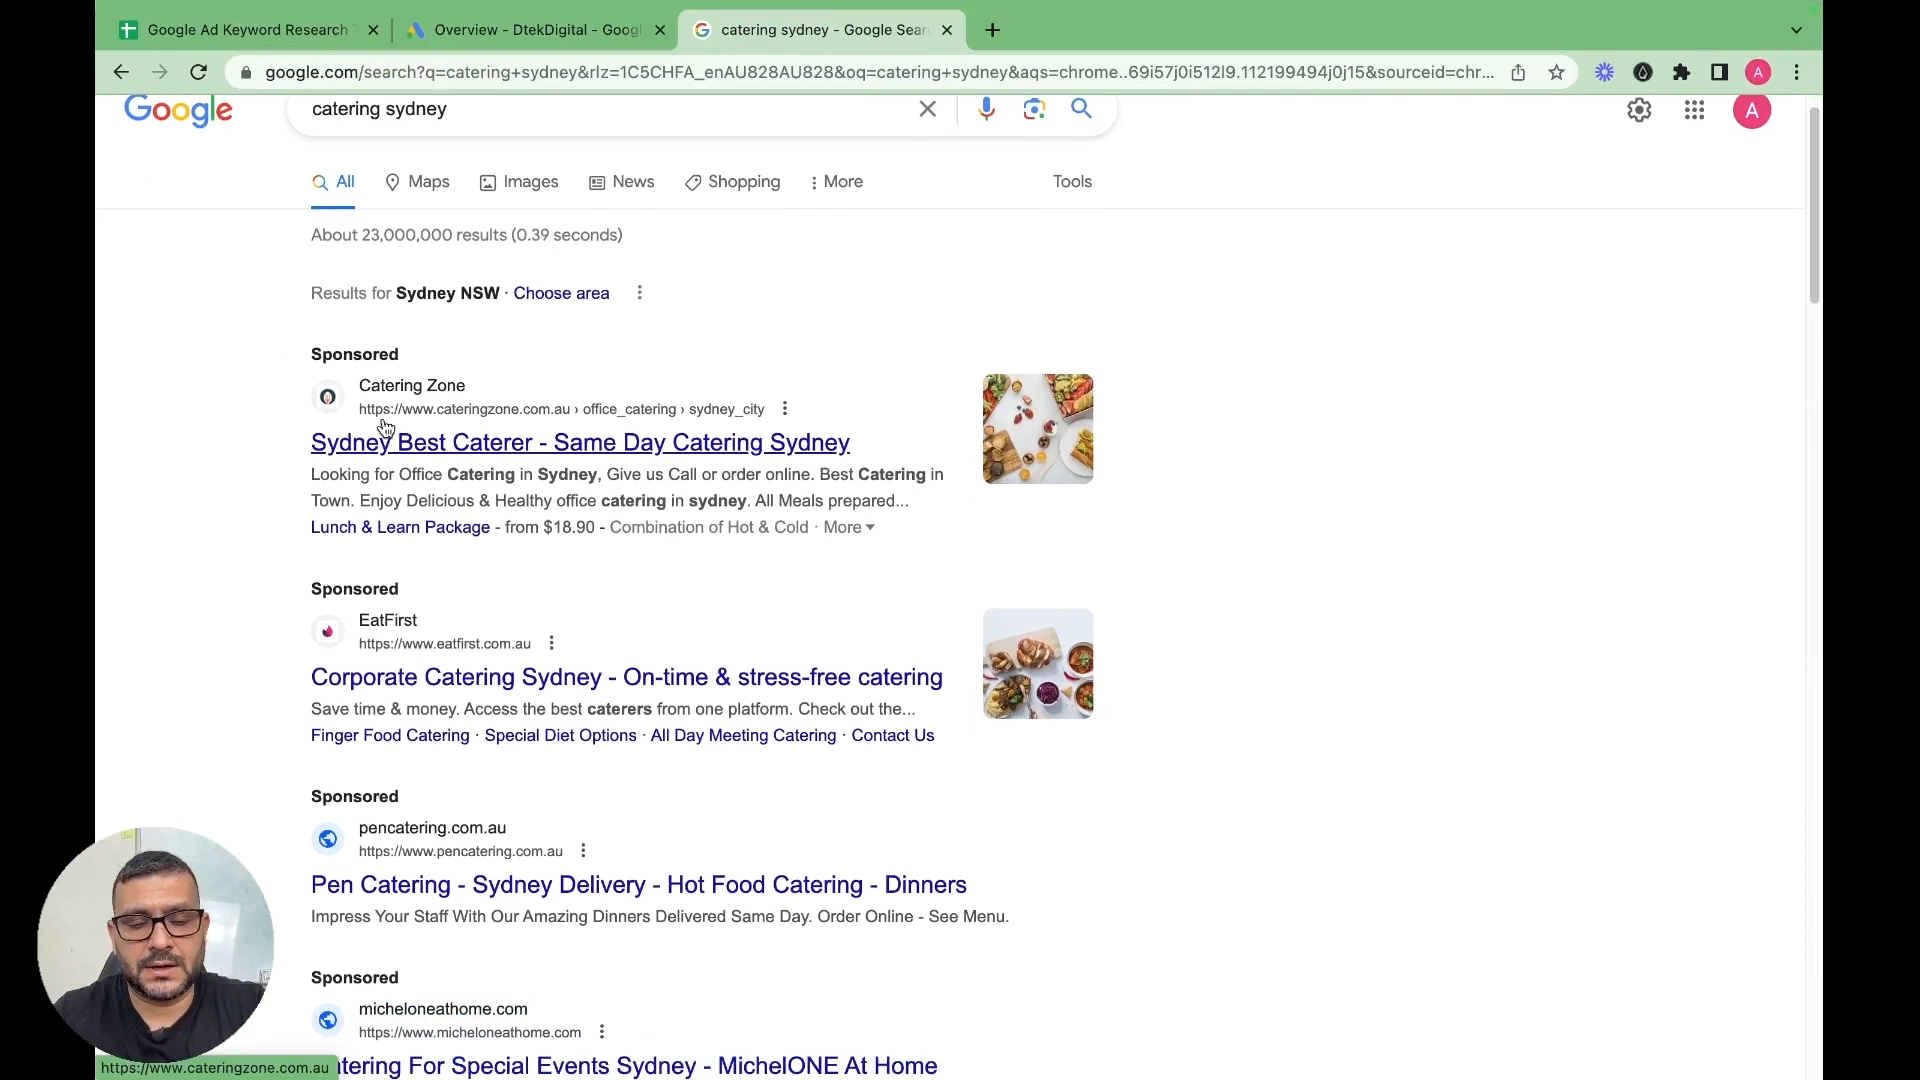 Google Ad Keyword Research
Overview - DtekDigital - Goog
catering sydney - Google Sear
google.com/search?q=catering+sydney&rlz=1C5CHFA_enAU828AU828&oq=catering+sydney&aqs=chrome..69i57j0i512l9.112199494j0j15&sourceid=chr...
A
Google
catering sydney
A
All
Maps
Images
News
Shopping
More
Tools
About 23,000,000 results (0.39 seconds)
Results for Sydney NSW · Choose area
Sponsored
Catering Zone
https://www.cateringzone.com.au › office_catering › sydney_city
Sydney Best Caterer - Same Day Catering Sydney
Looking for Office Catering in Sydney, Give us Call or order online. Best Catering in
Town. Enjoy Delicious & Healthy office catering in sydney. All Meals prepared...
Lunch & Learn Package - from $18.90 - Combination of Hot & Cold · More
Sponsored
EatFirst
https://www.eatfirst.com.au
Corporate Catering Sydney - On-time & stress-free catering
Save time & money. Access the best caterers from one platform. Check out the...
Finger Food Catering · Special Diet Options · All Day Meeting Catering · Contact Us
Sponsored
pencatering.com.au
https://www.pencatering.com.au
Pen Catering - Sydney Delivery - Hot Food Catering - Dinners
Impress Your Staff With Our Amazing Dinners Delivered Same Day. Order Online - See Menu.
Sponsored
micheloneathome.com
https://www.micheloneathome.com
tering For Special Events Sydney - MichelONE At Home
https://www.cateringzone.com.au